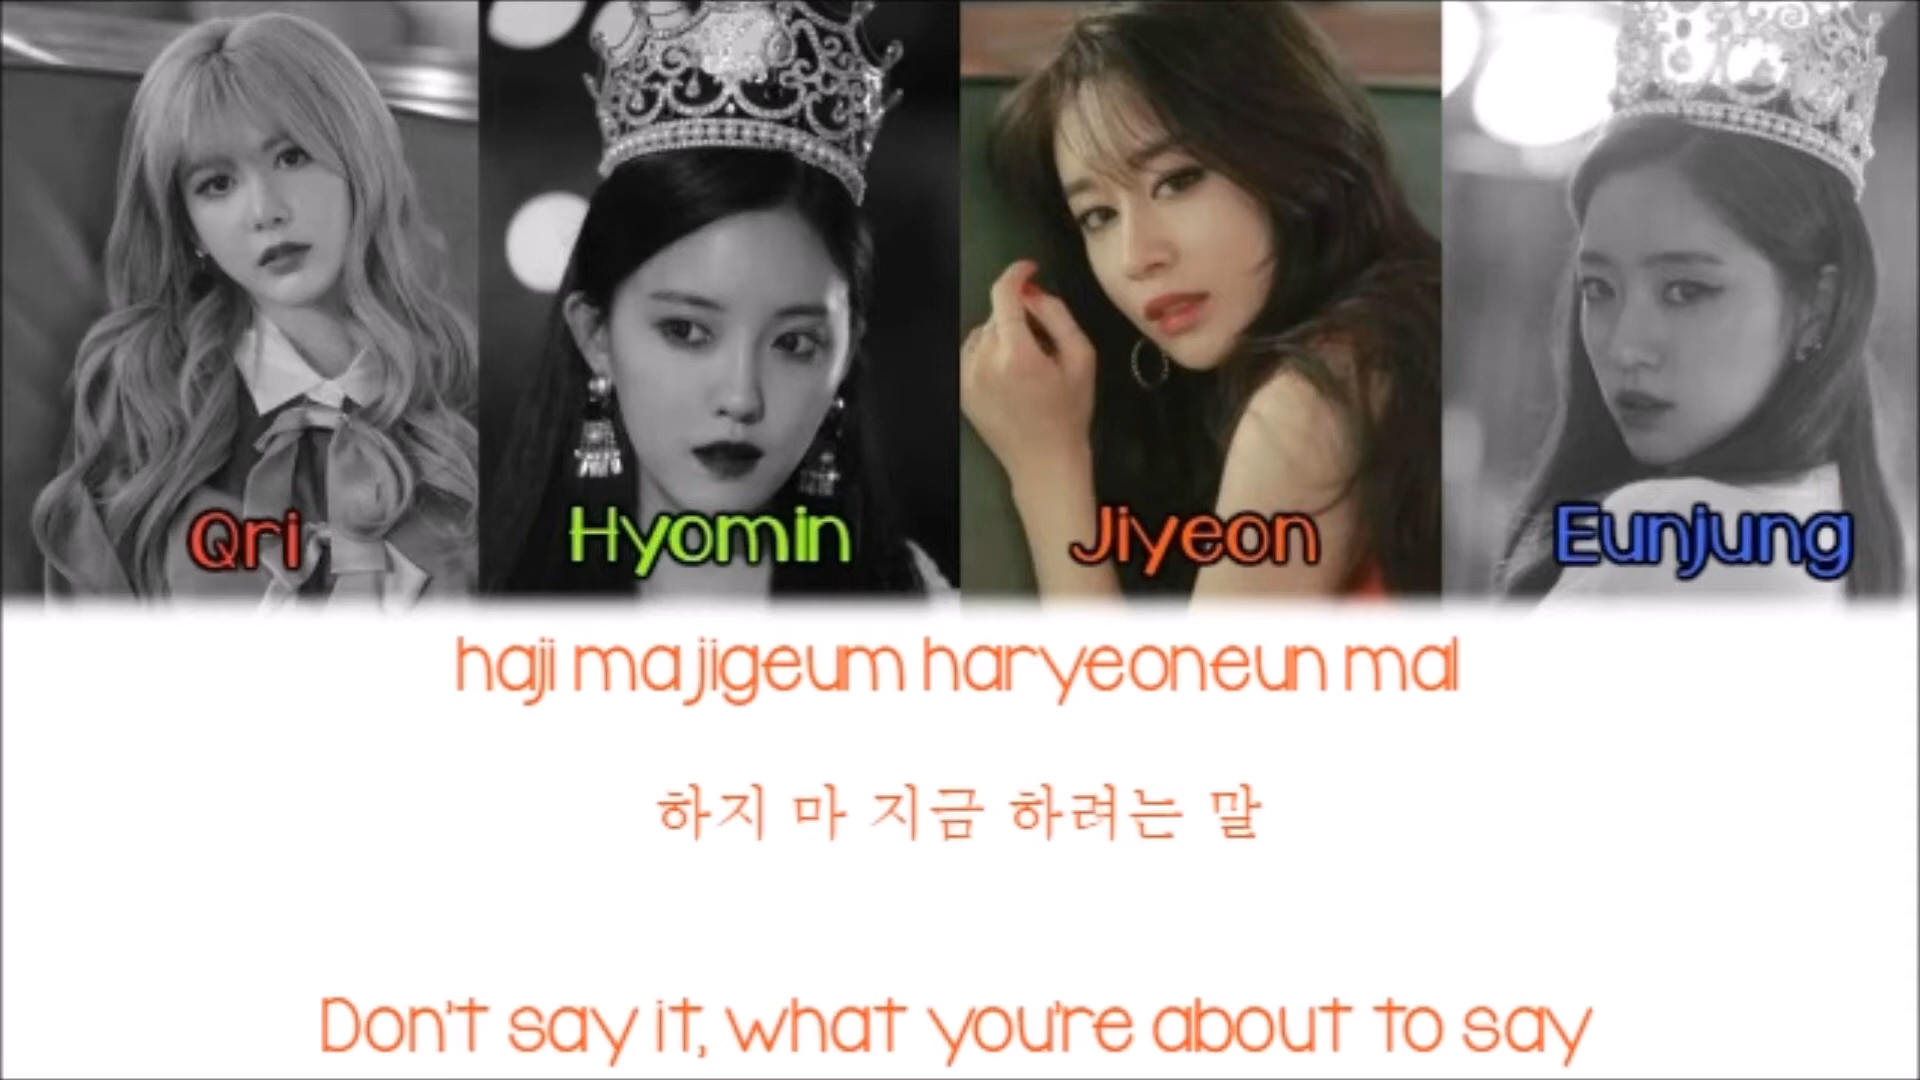 Qri Hyomin Jiyeon Eunjung
haji ma jigeum haryeoneun mal
하지 마 지금 하려는 말
Don't say it, what you're about to say